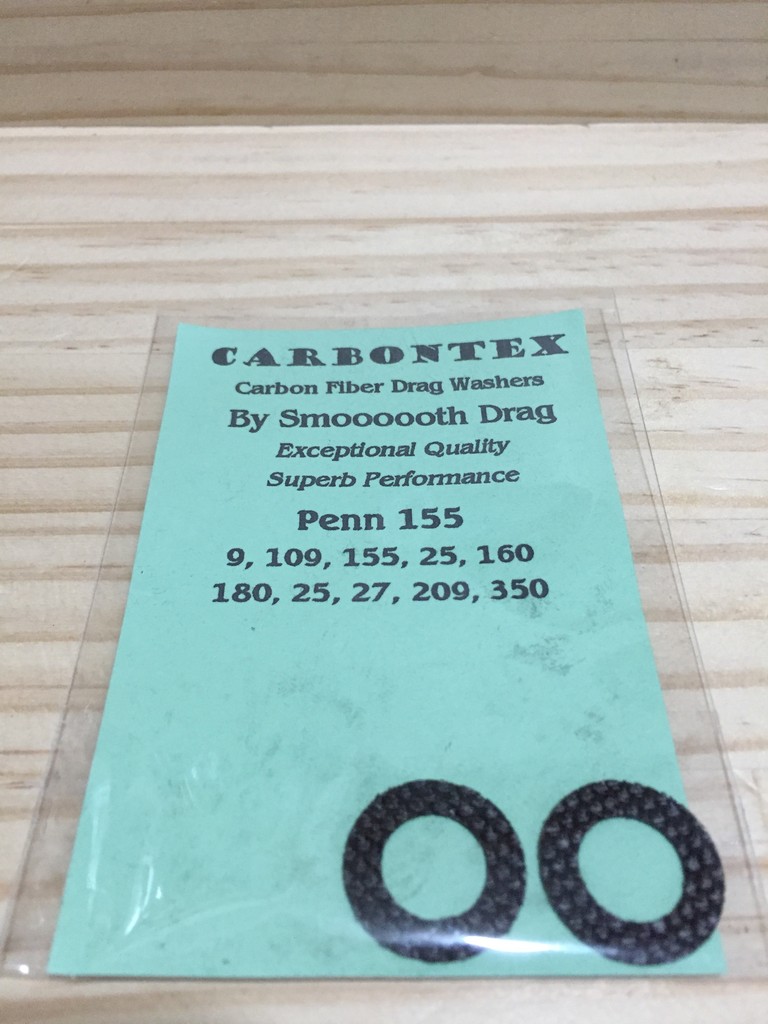 CARBONTEX
Carbon Fiber Drag Washers
By Smoooooth Drag
Exceptional Quality
Superb Performance
Penn 155
9, 109, 155, 25, 160
180, 25, 27, 209, 350